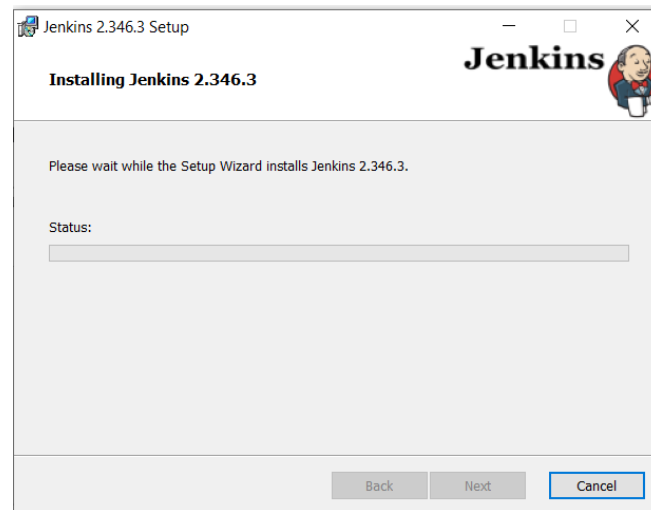 Jenkins 2.346.3 Setup
Jenkins
Installing Jenkins 2.346.3
Please wait while the Setup Wizard installs Jenkins 2.346.3.
Status:
Back Next Cancel